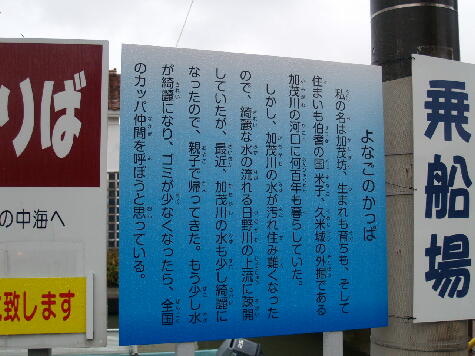 よなごのかっぱ
私の名は加茂坊、生まれも育ちも、そして
住まいも伯耆の国 米子、久米城の外掘である
加茂川の河口に何百年も暮らしていた。
しかし、加茂川の水が汚れ住み難くなった
ので、綺麗な水の流れる日野川の上流に疎開
していたが、最近、加茂川の水も少し綺麗に
なったので、親子で帰ってきた。もう少し水
が綺麗になり、ゴミが少なくなったら、全国
のカッパ仲間を呼ぼうと思っている。
乗船場
りば
の中海へ
致します